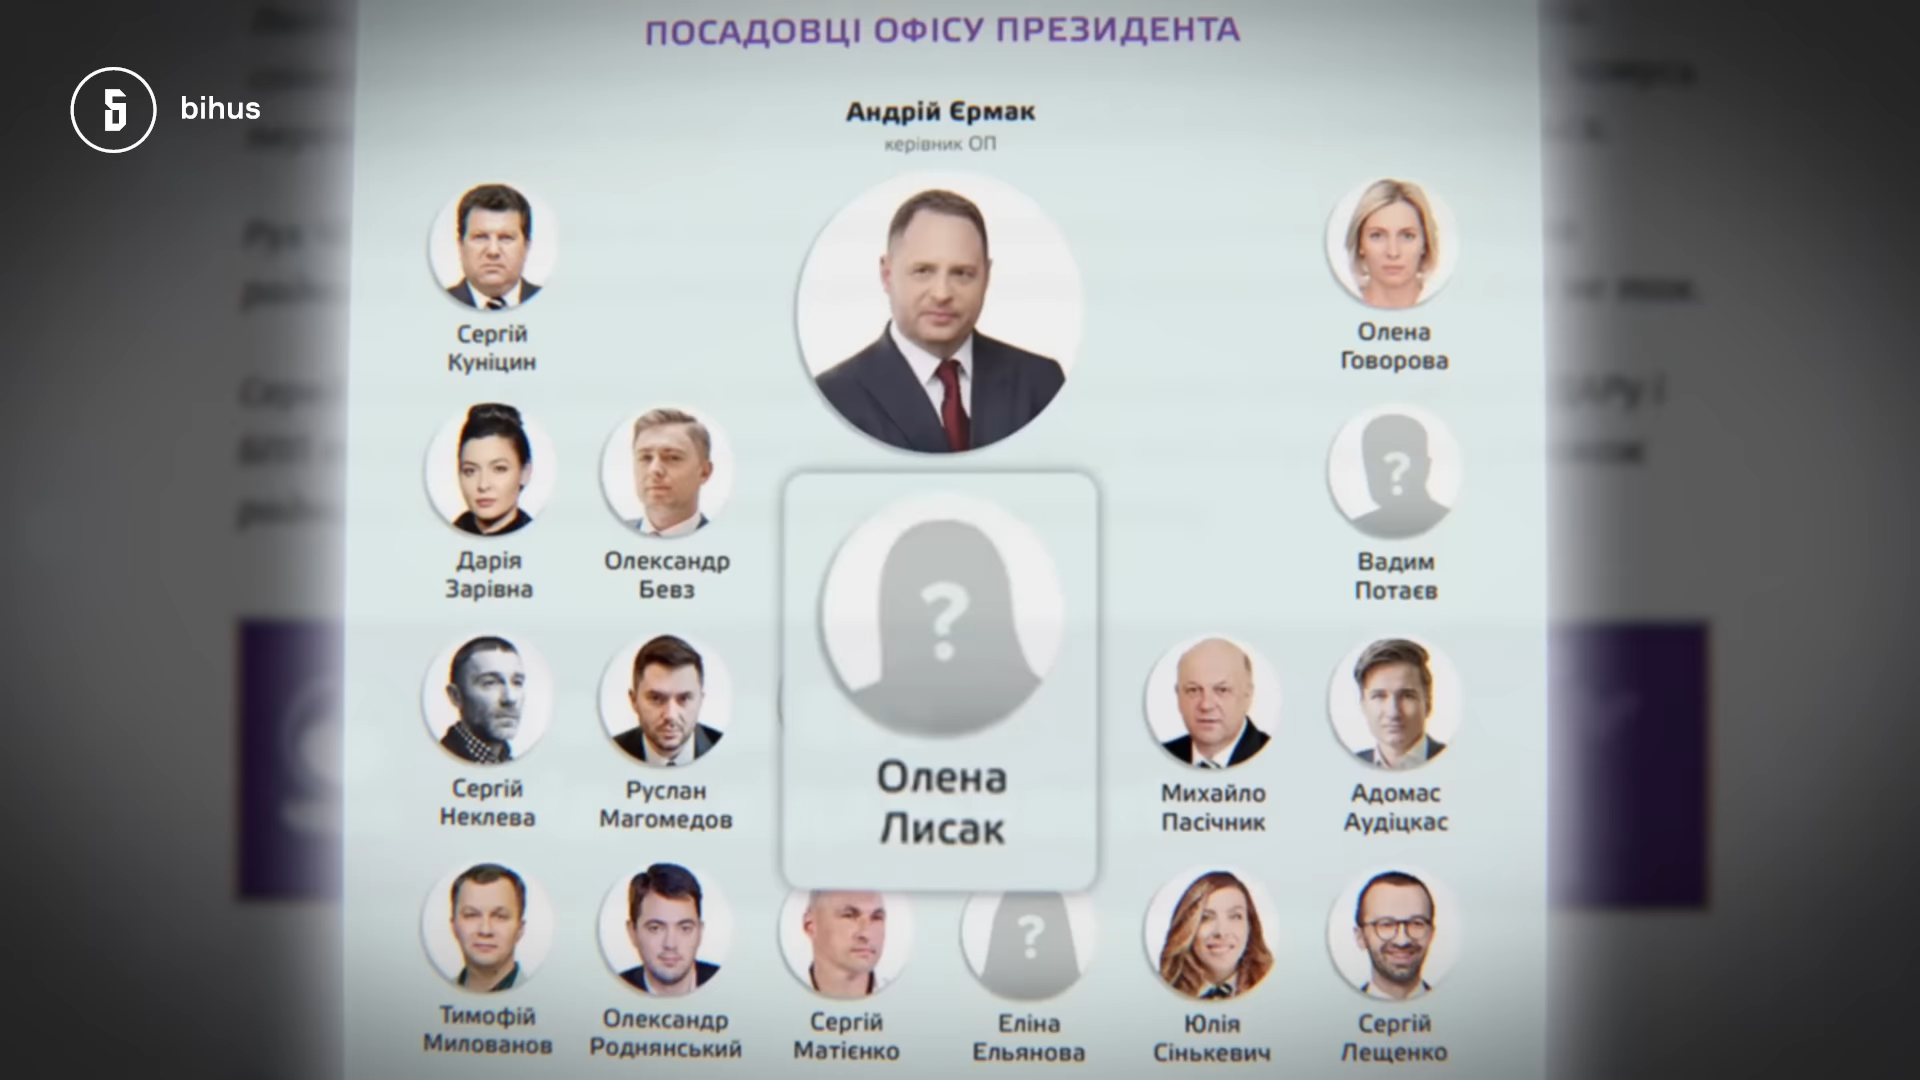 ПОСАДОВЦІ ОФІСУ ПРЕЗИДЕНТА
Б bihus
Андрій Єрмак
керівник ОП
Сергій
Куніцин
Олена
Говорова
Дарія
Зарівна
Олександр
Бевз
?
Вадим
Потаєв
Сергій
Неклева
Руслан
Магомедов
?
Олена
Лисак
Михайло
Пасічник
Адомас
Аудіцкас
Тимофій
Милованов
Олександр
Роднянський
Сергій
Матієнко
?
Еліна
Ельянова
Юлія
Сінькевич
Сергій
Лещенко